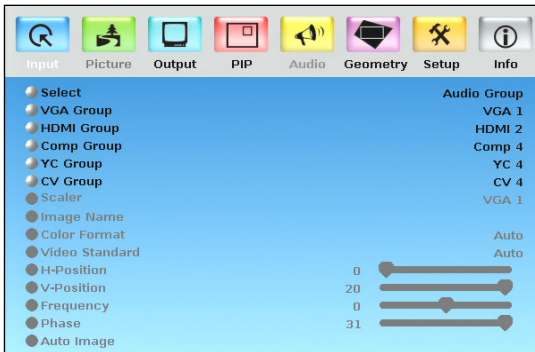 Input Picture Output PIP Audio Geometry Setup Info
Select Audio Group
VGA Group VGA 1
HDMI Group HDMI 2
Comp Group Comp 4
YC Group YC 4
CV Group CV 4
Scaler VGA 1
Image Name
Color Format Auto
Video Standard Auto
H-Position 0
V-Position 20
Frequency 0
Phase 31
Auto Image